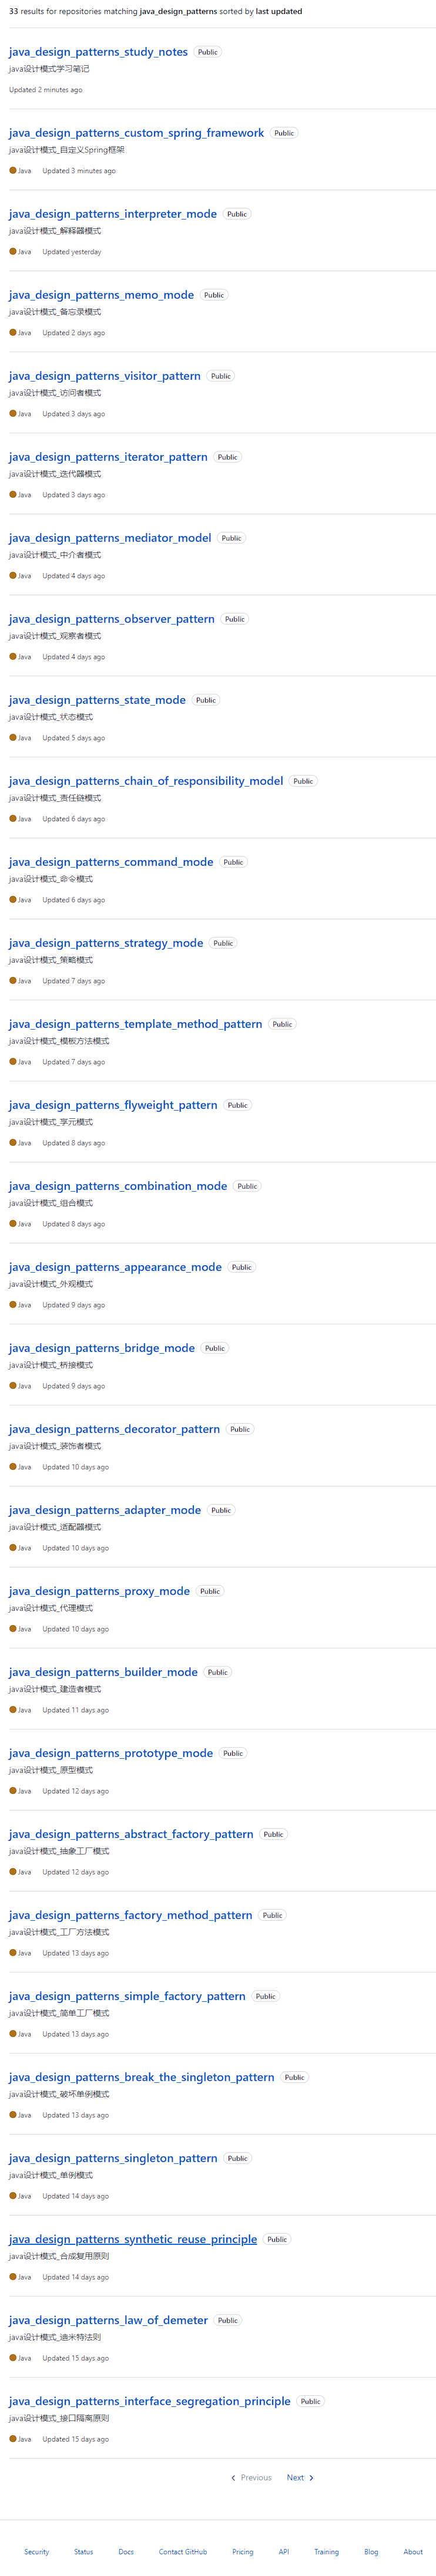 33 results for repositories matching java_design_patterns sorted by last updated
java_design_patterns_study_notes Public
java设计模式学习笔记
Updated 2 minutes ago
java_design_patterns_custom_spring_framework Public
java设计模式_自定义Spring框架
Java Updated 3 minutes ago
java_design_patterns_interpreter_mode Public
java设计模式_解释器模式
Java Updated yesterday
java_design_patterns_memo_mode Public
java设计模式_备忘录模式
Java Updated 2 days ago
java_design_patterns_visitor_pattern Public
java设计模式_访问者模式
Java Updated 3 days ago
java_design_patterns_iterator_pattern Public
java设计模式_迭代器模式
Java Updated 3 days ago
java_design_patterns_mediator_model Public
java设计模式_中介者模式
Java Updated 4 days ago
java_design_patterns_observer_pattern Public
java设计模式_观察者模式
Java Updated 4 days ago
java_design_patterns_state_mode Public
java设计模式_状态模式
Java Updated 5 days ago
java_design_patterns_chain_of_responsibility_model Public
java设计模式_责任链模式
Java Updated 6 days ago
java_design_patterns_command_mode Public
java设计模式_命令模式
Java Updated 6 days ago
java_design_patterns_strategy_mode Public
java设计模式_策略模式
Java Updated 7 days ago
java_design_patterns_template_method_pattern Public
java设计模式_模板方法模式
Java Updated 7 days ago
java_design_patterns_flyweight_pattern Public
java设计模式_享元模式
Java Updated 8 days ago
java_design_patterns_combination_mode Public
java设计模式_组合模式
Java Updated 8 days ago
java_design_patterns_appearance_mode Public
java设计模式_外观模式
Java Updated 9 days ago
java_design_patterns_bridge_mode Public
java设计模式_桥接模式
Java Updated 9 days ago
java_design_patterns_decorator_pattern Public
java设计模式_装饰者模式
Java Updated 10 days ago
java_design_patterns_adapter_mode Public
java设计模式_适配器模式
Java Updated 10 days ago
java_design_patterns_proxy_mode Public
java设计模式_代理模式
Java Updated 10 days ago
java_design_patterns_builder_mode Public
java设计模式_建造者模式
Java Updated 11 days ago
java_design_patterns_prototype_mode Public
java设计模式_原型模式
Java Updated 12 days ago
java_design_patterns_abstract_factory_pattern Public
java设计模式_抽象工厂模式
Java Updated 12 days ago
java_design_patterns_factory_method_pattern Public
java设计模式_工厂方法模式
Java Updated 13 days ago
java_design_patterns_simple_factory_pattern Public
java设计模式_简单工厂模式
Java Updated 13 days ago
java_design_patterns_break_the_singleton_pattern Public
java设计模式_破坏单例模式
Java Updated 13 days ago
java_design_patterns_singleton_pattern Public
java设计模式_单例模式
Java Updated 14 days ago
java_design_patterns_synthetic_reuse_principle Public
java设计模式_合成复用原则
Java Updated 14 days ago
java_design_patterns_law_of_demeter Public
java设计模式_迪米特法则
Java Updated 15 days ago
java_design_patterns_interface_segregation_principle Public
java设计模式_接口隔离原则
Java Updated 15 days ago
Previous Next
Security Status Docs Contact GitHub Pricing API Training Blog About